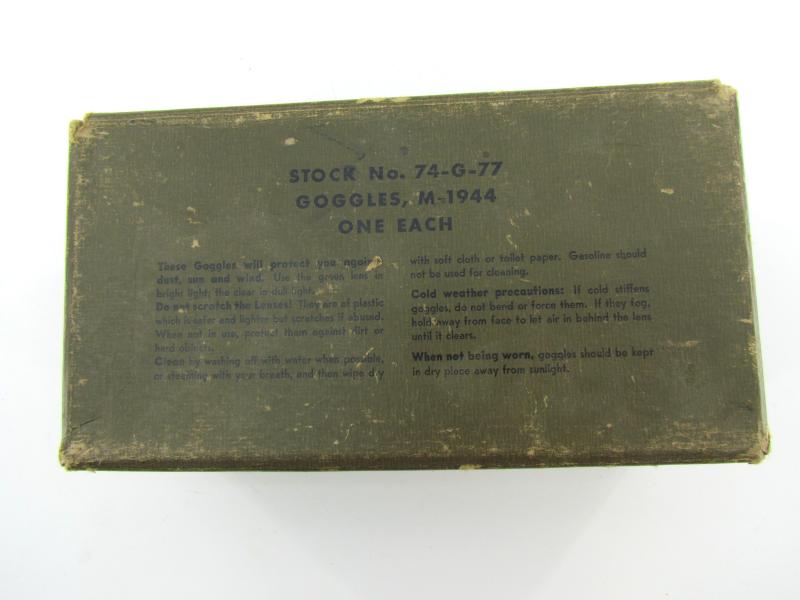 STOCK No. 74-G-77
GOGGLES, M-1944
ONE EACH
These Goggles will protect you against
dust, sun and wind. Use the green lens in
bright light; the clear in dull light.
Do not scratch the Lenses! They are of plastic
which is safer and lighter but scratches if abused.
When not in use, protect them against dirt or
hard objects.
Clean by washing off with water when possible,
or steaming with your breath, and then wipe dry
with soft cloth or toilet paper. Gasoline should
not be used for cleaning.
Cold weather precautions: If cold stiffens
goggles, do not bend or force them. If they fog,
hold away from face to let air in behind the lens
until it clears.
When not being worn, goggles should be kept
in dry place away from sunlight.